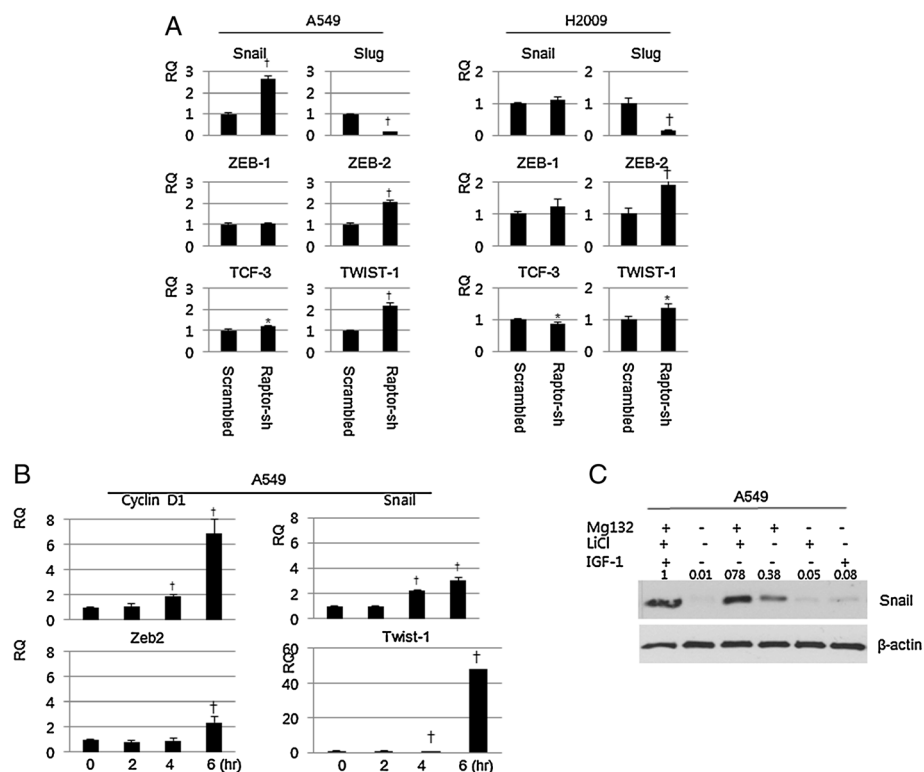 A
A549 H2009
Snail Slug Snail Slug
RQ 3 2 1 0 † 3 2 1 0 † RQ 2 1 0 2 1 0 †
ZEB-1 ZEB-2 ZEB-1 ZEB-2
RQ 3 2 1 0 3 2 1 0 † RQ 2 1 0 2 1 0 †
TCF-3 TWIST-1 TCF-3 TWIST-1
RQ 3 2 1 0 * 3 2 1 0 † RQ 2 1 0 * 2 1 0 *
Scrambled Raptor-sh Scrambled Raptor-sh Scrambled Raptor-sh Scrambled Raptor-sh
B
A549
Cyclin D1 Snail
RQ 8 6 4 2 0 † † RQ 8 6 4 2 0 † †
Zeb2 Twist-1
RQ 8 6 4 2 0 † RQ 60 40 20 0 † †
0 2 4 6 (hr) 0 2 4 6 (hr)
C
A549
Mg132 + - + + - -
LiCl + - + - + -
IGF-1 + - - - - +
1 0.01 078 0.38 0.05 0.08
Snail
β-actin